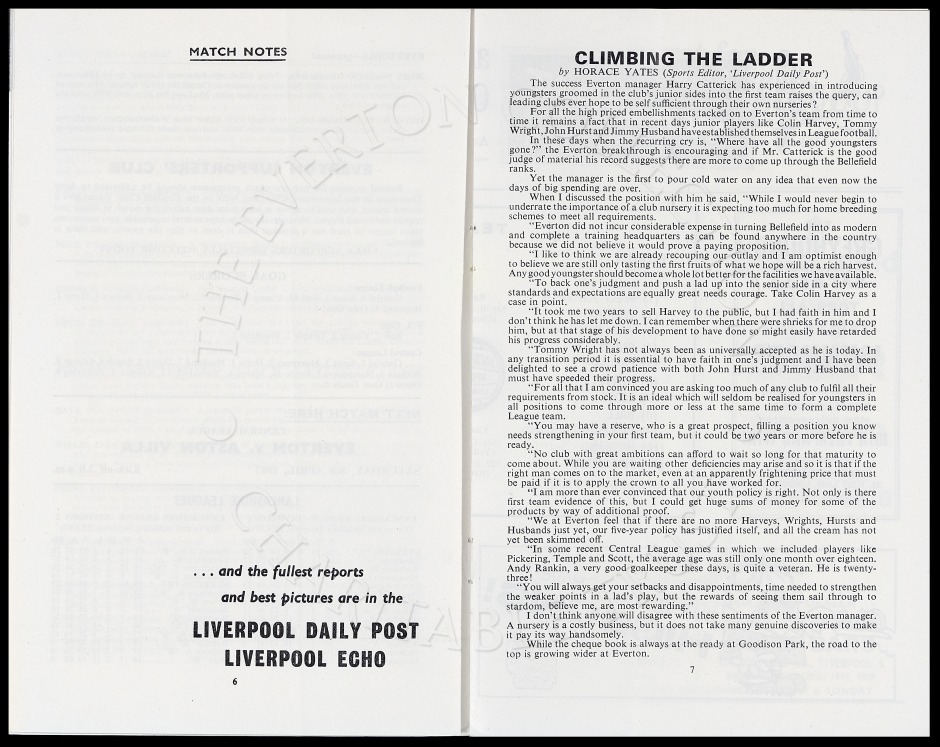 MATCH NOTES
... and the fullest reports
and best pictures are in the
LIVERPOOL DAILY POST
LIVERPOOL ECHO
6
CLIMBING THE LADDER
by HORACE YATES (Sports Editor, 'Liverpool Daily Post')
The success Everton manager Harry Catterick has experienced in introducing
youngsters groomed in the club's junior sides into the first team raises the query, can
leading clubs ever hope to be self sufficient through their own nurseries?
For all the high priced embellishments tacked on to Everton's team from time to
time it remains a fact that in recent days junior players like Colin Harvey, Tommy
Wright, John Hurst and Jimmy Husband have established themselves in League football.
In these days when the recurring cry is, "Where have all the good youngsters
gone?" the Everton breakthrough is encouraging and if Mr. Catterick is the good
judge of material his record suggests there are more to come up through the Bellefield
ranks.
Yet the manager is the first to pour cold water on any idea that even now the
days of big spending are over.
When I discussed the position with him he said, "While I would never begin to
underrate the importance of a club nursery it is expecting too much for home breeding
schemes to meet all requirements.
"Everton did not incur considerable expense in turning Bellefield into as modern
and complete a training headquarters as can be found anywhere in the country
because we did not believe it would prove a paying proposition.
"I like to think we are already recouping our outlay and I am optimist enough
to believe we are still only tasting the first fruits of what we hope will be a rich harvest.
Any good youngster should become a whole lot better for the facilities we have available.
"To back one's judgment and push a lad up into the senior side in a city where
standards and expectations are equally great needs courage. Take Colin Harvey as a
case in point.
"It took me two years to sell Harvey to the public, but I had faith in him and I
don't think he has let me down. I can remember when there were shrieks for me to drop
him, but at that stage of his development to have done so might easily have retarded
his progress considerably.
"Tommy Wright has not always been as universally accepted as he is today. In
any transition period it is essential to have faith in one's judgment and I have been
delighted to see a crowd patience with both John Hurst and Jimmy Husband that
must have speeded their progress.
"For all that I am convinced you are asking too much of any club to fulfil all their
requirements from stock. It is an ideal which will seldom be realised for youngsters in
all positions to come through more or less at the same time to form a complete
League team.
"You may have a reserve, who is a great prospect, filling a position you know
needs strengthening in your first team, but it could be two years or more before he is
ready.
"No club with great ambitions can afford to wait so long for that maturity to
come about. While you are waiting other deficiencies may arise and so it is that if the
right man comes on to the market, even at an apparently frightening price that must
be paid if it is to apply the crown to all you have worked for.
"I am more than ever convinced that our youth policy is right. Not only is there
first team evidence of this, but I could get huge sums of money for some of the
products by way of additional proof.
"We at Everton feel that if there are no more Harveys, Wrights, Hursts and
Husbands just yet, our five-year policy has justified itself, and all the cream has not
yet been skimmed off.
"In some recent Central League games in which we included players like
Pickering, Temple and Scott, the average age was still only one month over eighteen.
Andy Rankin, a very good goalkeeper these days, is quite a veteran. He is twenty-
three!
"You will always get your setbacks and disappointments, time needed to strengthen
the weaker points in a lad's play, but the rewards of seeing them sail through to
stardom, believe me, are most rewarding."
I don't think anyone will disagree with these sentiments of the Everton manager.
A nursery is a costly business, but it does not take many genuine discoveries to make
it pay its way handsomely.
While the cheque book is always at the ready at Goodison Park, the road to the
top is growing wider at Everton.
7